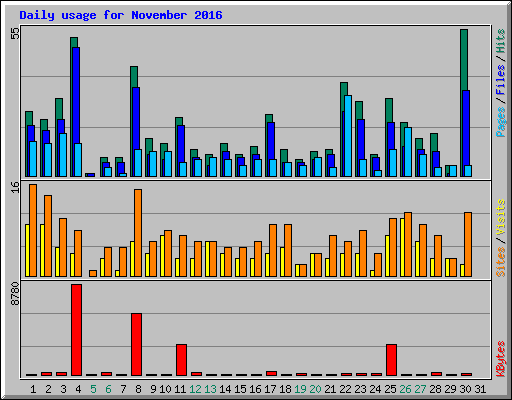 Daily usage for November 2016
55
16
8780
Pages / Files / Hits
Sites / Visits
KBytes
1 2 3 4 5 6 7 8 9 10 11 12 13 14 15 16 17 18 19 20 21 22 23 24 25 26 27 28 29 30 31